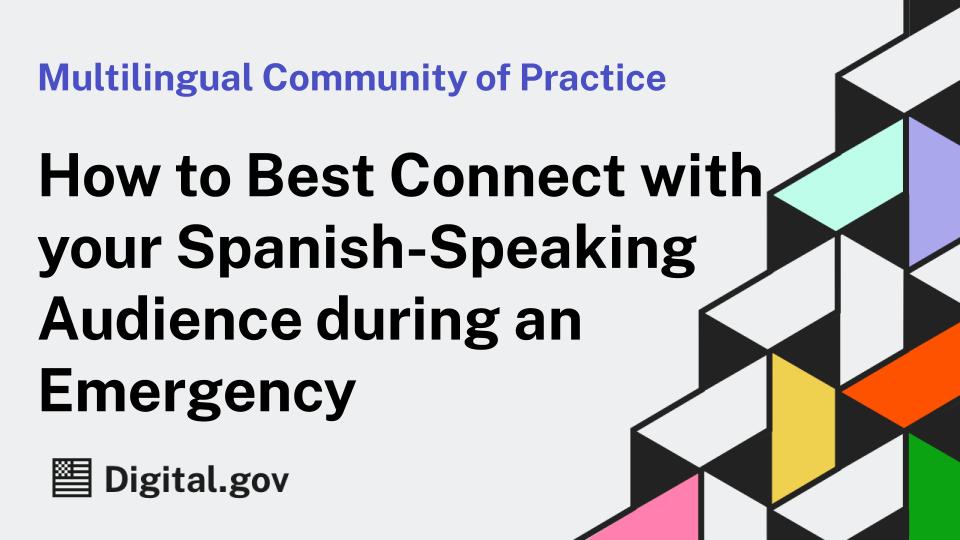 Multilingual Community of Practice
How to Best Connect with
your Spanish-Speaking
Audience during an
Emergency
Digital.gov